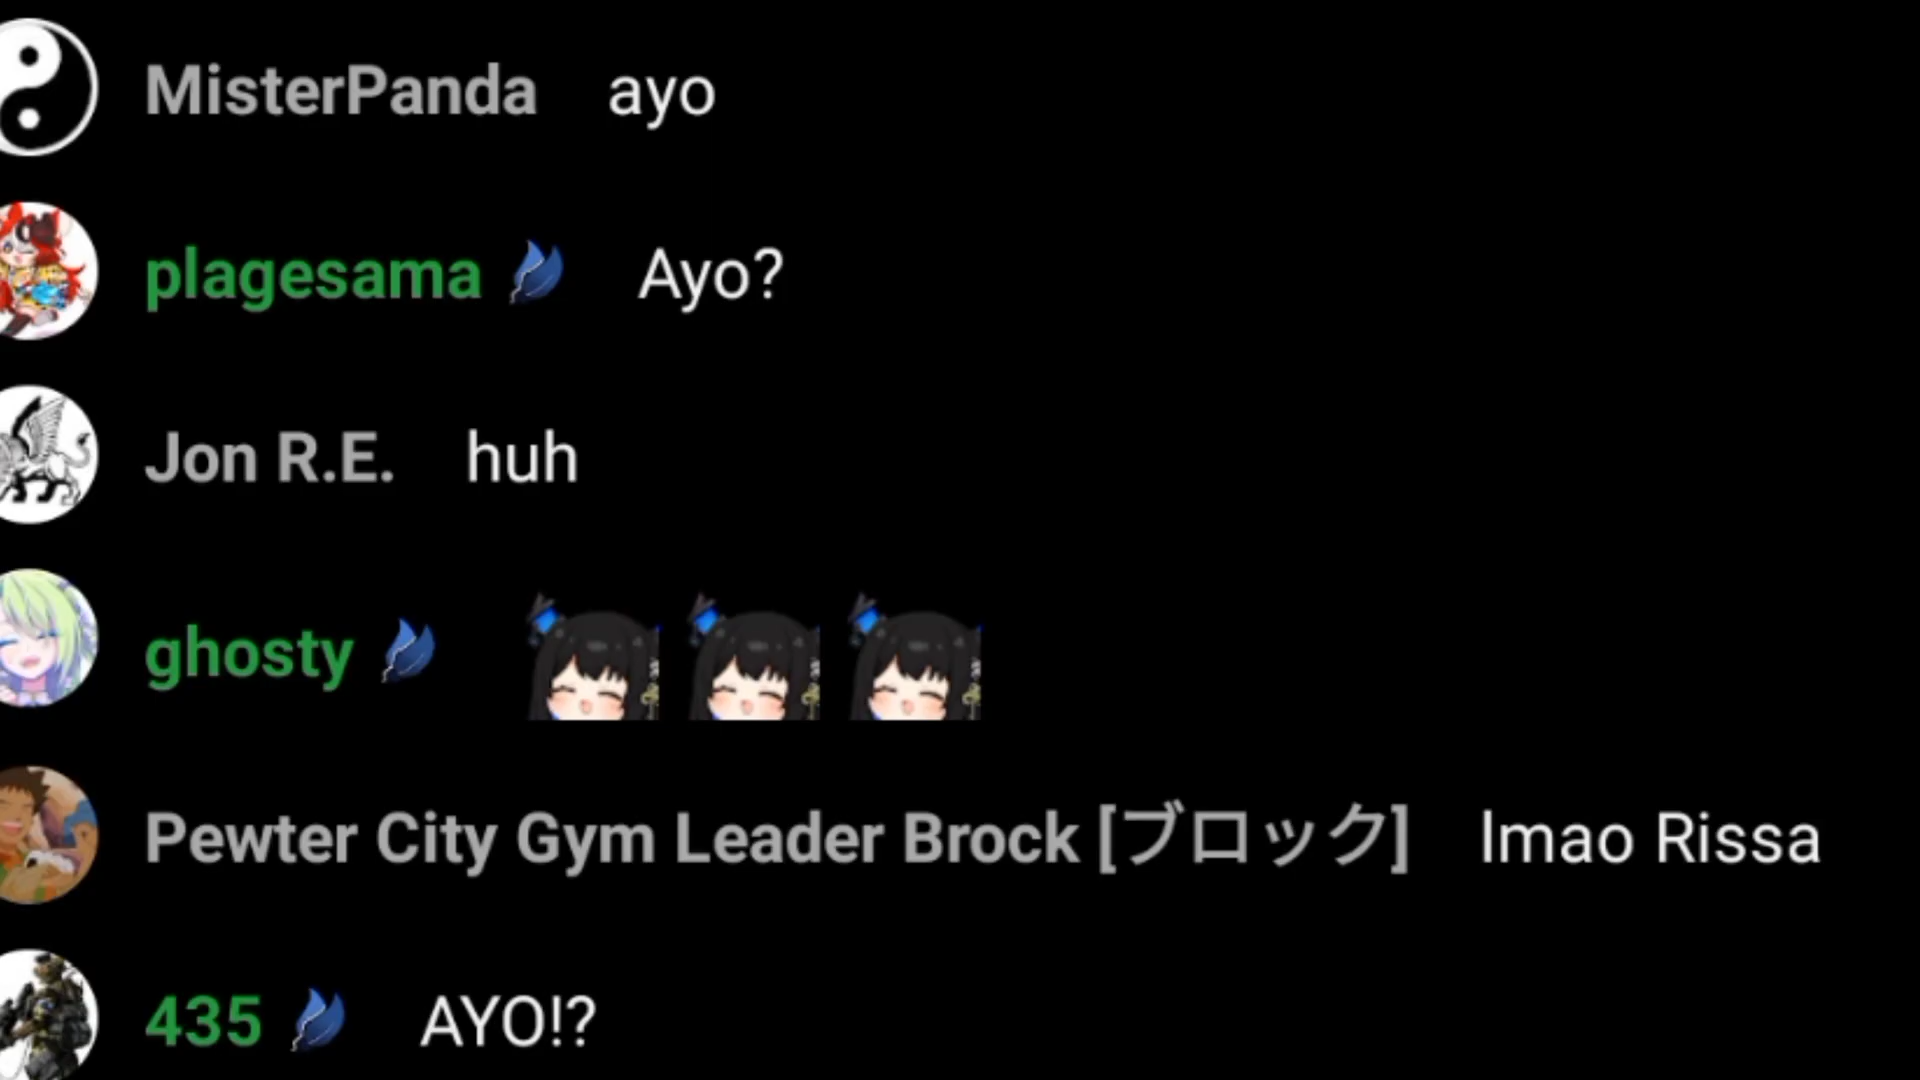 MisterPanda ayo
plagesama Ayo?
Jon R.E. huh
ghosty
Pewter City Gym Leader Brock [ブロック] lmao Rissa
435 AYO!?